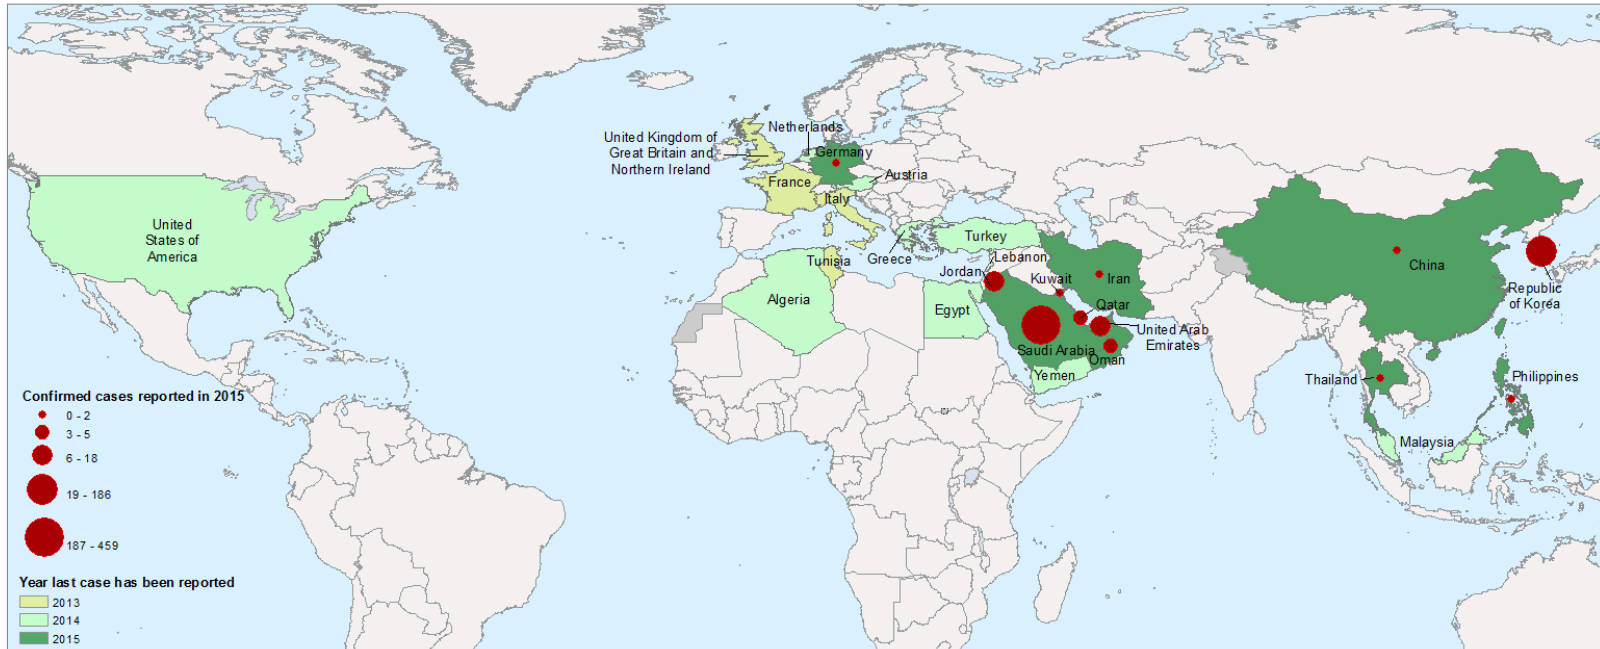 Netherlands
United Kingdom of
Great Britain and
Northern Ireland
Germany
Austria
France
Italy
United
States of
America
Turkey
Greece
Tunisia
Lebanon
Jordan
Kuwait
Iran
China
Algeria
Egypt
Qatar
Republic
of Korea
United Arab
Emirates
Saudi Arabia
Oman
Yemen
Thailand
Philippines
Malaysia
Confirmed cases reported in 2015
0 - 2
3 - 5
6 - 18
19 - 186
187 - 459
Year last case has been reported
2013
2014
2015